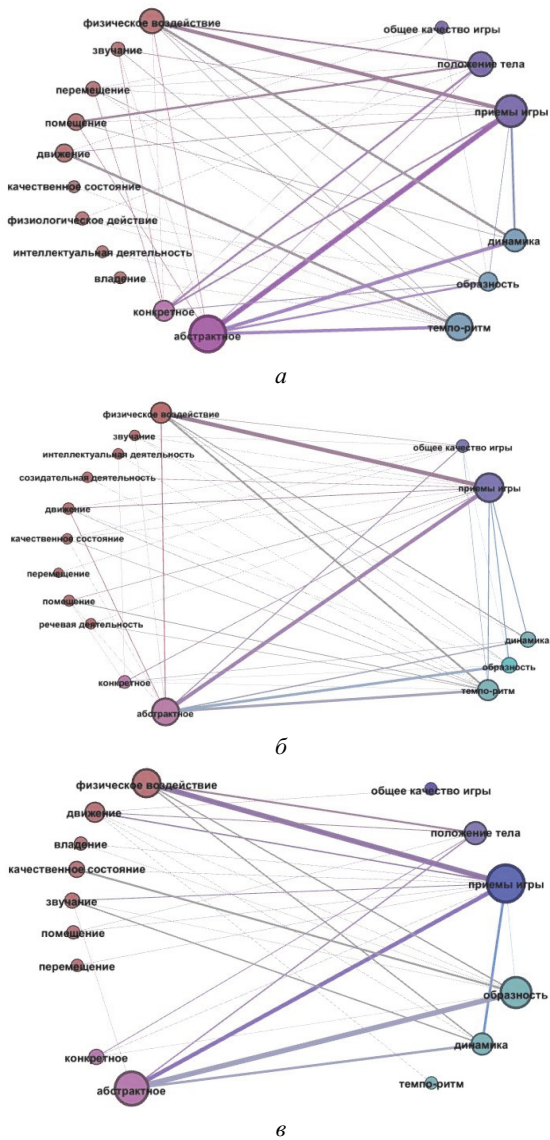 физическое воздействие
общее качество игры
звучание
положение тела
перемещение
приемы игры
помещение
движение
качественное состояние
физиологическое действие
динамика
интеллектуальная деятельность
владение
образность
конкретное
абстрактное
темпо-ритм
а
физическое воздействие
звучание
общее качество игры
интеллектуальная деятельность
созидательная деятельность
приемы игры
движение
качественное состояние
перемещение
помещение
речевая деятельность
динамика
образность
конкретное
темпо-ритм
абстрактное
б
физическое воздействие
общее качество игры
движение
положение тела
владение
качественное состояние
приемы игры
звучание
помещение
перемещение
образность
динамика
конкретное
темпо-ритм
абстрактное
в